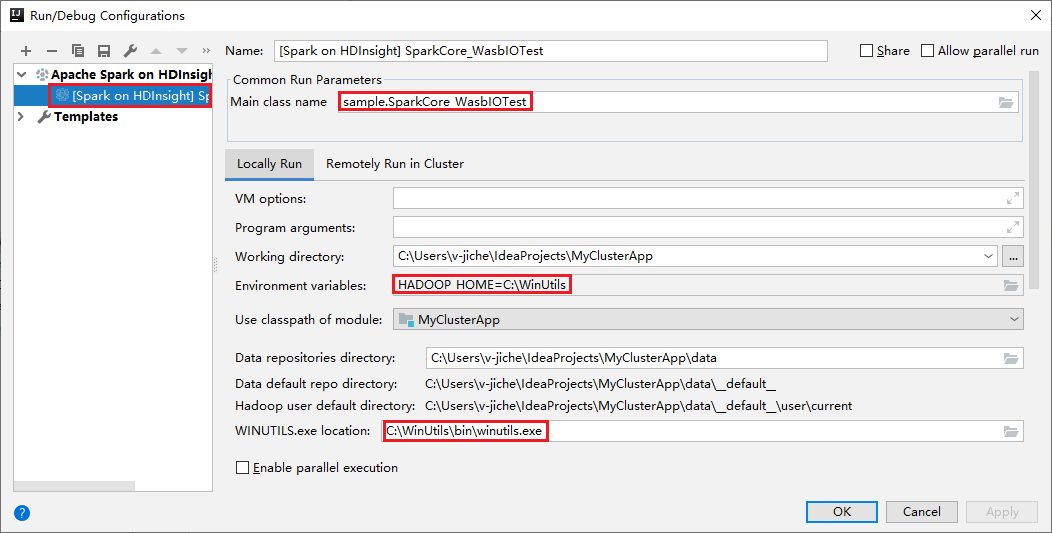 Run/Debug Configurations
Name: [Spark on HDInsight] SparkCore_WasbIOTest Share Allow parallel run
Apache Spark on HDInsigh
[Spark on HDInsight] Sp
Templates
Common Run Parameters
Main class name sample.SparkCore_WasbIOTest
Locally Run Remotely Run in Cluster
VM options:
Program arguments:
Working directory: C:\Users\v-jiche\IdeaProjects\MyClusterApp ...
Environment variables: HADOOP_HOME=C:\WinUtils
Use classpath of module: MyClusterApp
Data repositories directory: C:\Users\v-jiche\IdeaProjects\MyClusterApp\data
Data default repo directory: C:\Users\v-jiche\IdeaProjects\MyClusterApp\data\__default__
Hadoop user default directory: C:\Users\v-jiche\IdeaProjects\MyClusterApp\data\__default__\user\current
WINUTILS.exe location: C:\WinUtils\bin\winutils.exe
Enable parallel execution
? OK Cancel Apply